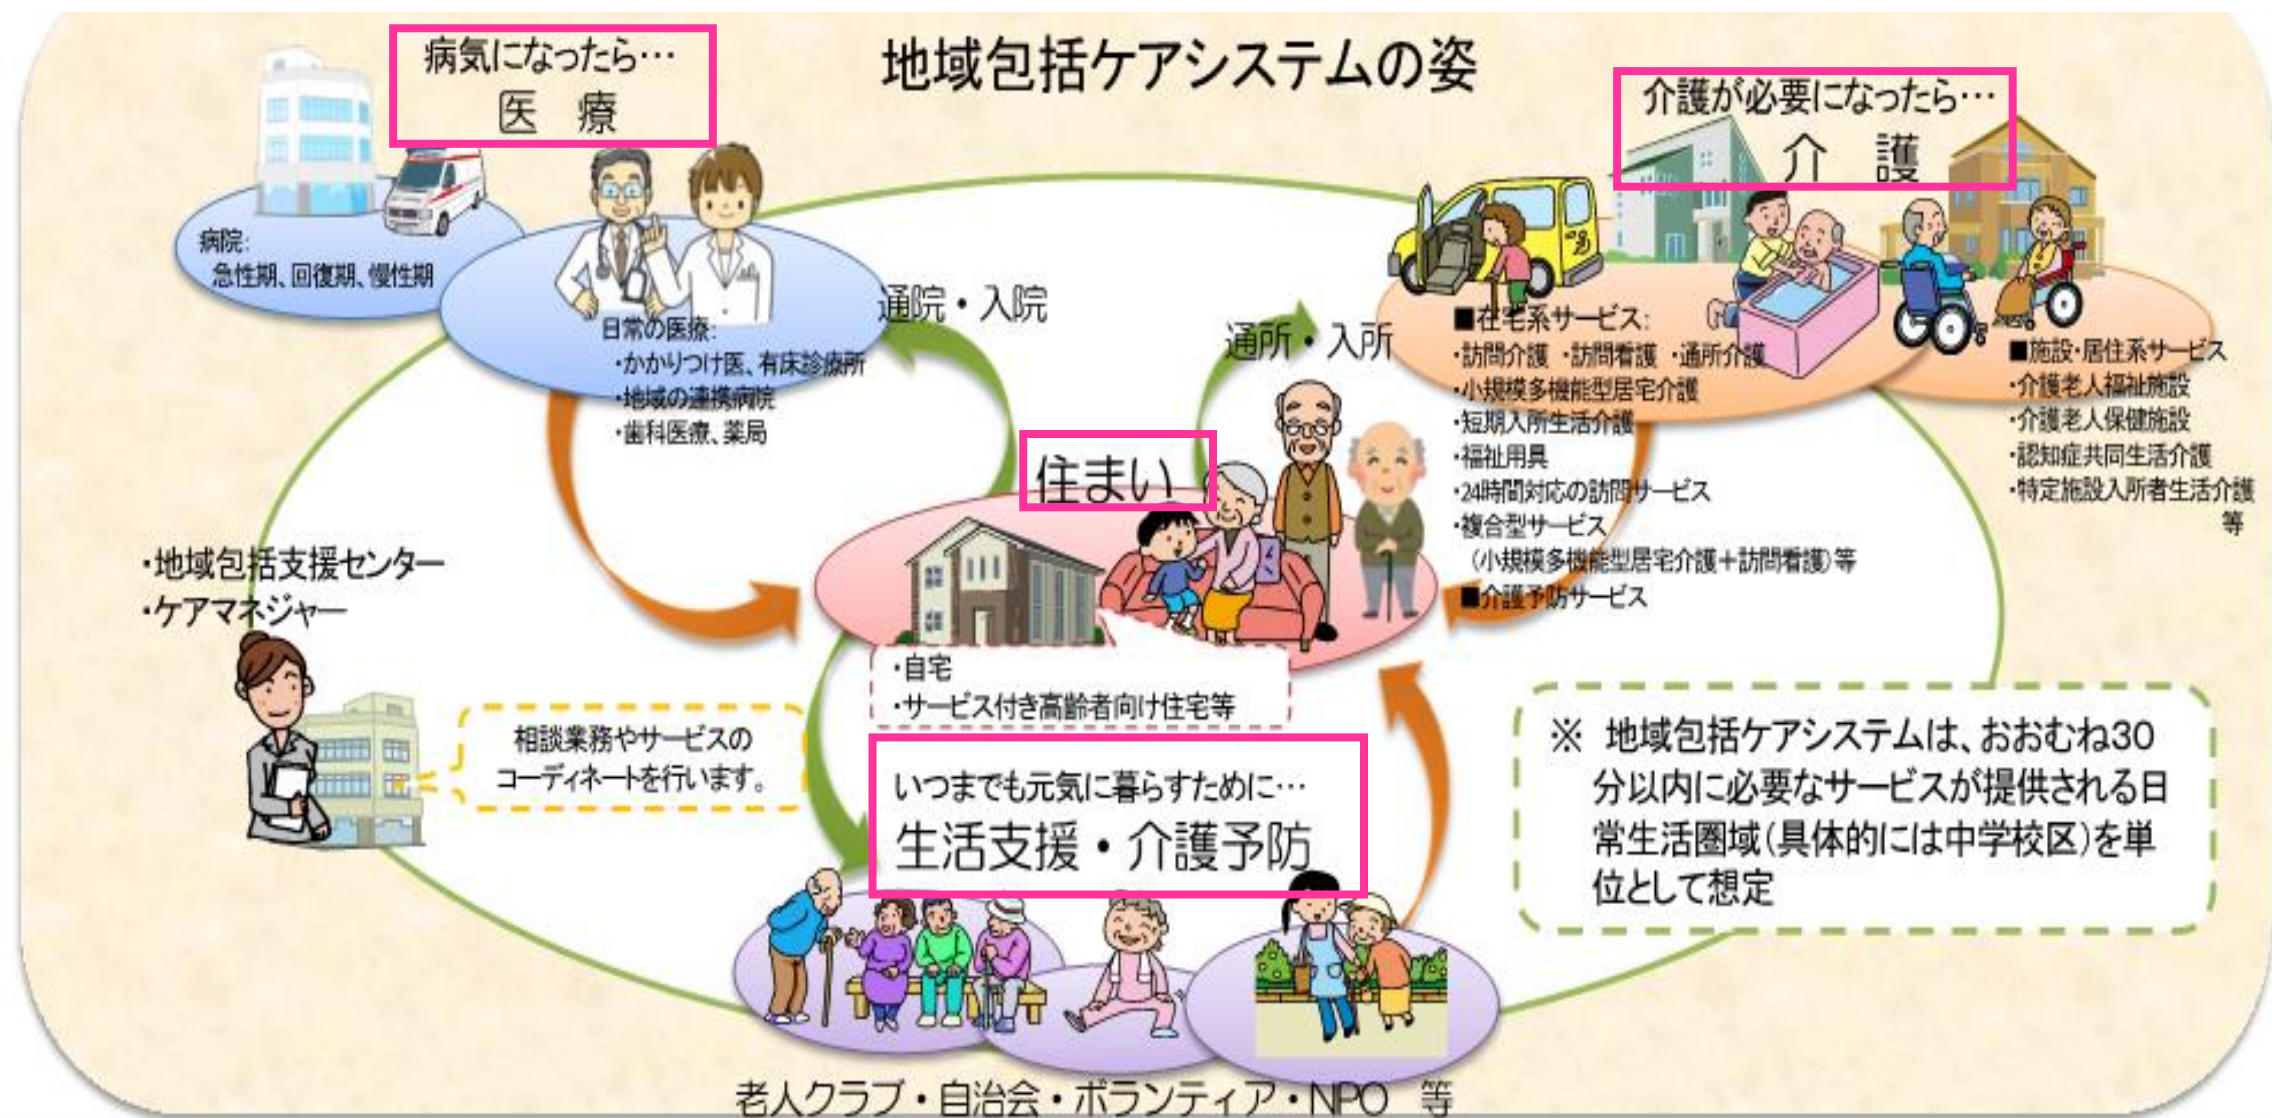 地域包括ケアシステムの姿
病気になったら…
医 療
病院:
急性期、回復期、慢性期
日常の医療:
・かかりつけ医、有床診療所
・地域の連携病院
・歯科医療、薬局
通院・入院
通所・入所
介護が必要になったら…
介 護
■在宅系サービス:
・訪問介護 ・訪問看護 ・通所介護
・小規模多機能型居宅介護
・短期入所生活介護
・福祉用具
・24時間対応の訪問サービス
・複合型サービス
(小規模多機能型居宅介護+訪問看護)等
■介護予防サービス
■施設・居住系サービス
・介護老人福祉施設
・介護老人保健施設
・認知症共同生活介護
・特定施設入所者生活介護
等
住まい
・自宅
・サービス付き高齢者向け住宅等
・地域包括支援センター
・ケアマネジャー
相談業務やサービスの
コーディネートを行います。
いつまでも元気に暮らすために…
生活支援・介護予防
老人クラブ・自治会・ボランティア・NPO 等
※ 地域包括ケアシステムは、おおむね30
分以内に必要なサービスが提供される日
常生活圏域(具体的には中学校区)を単
位として想定